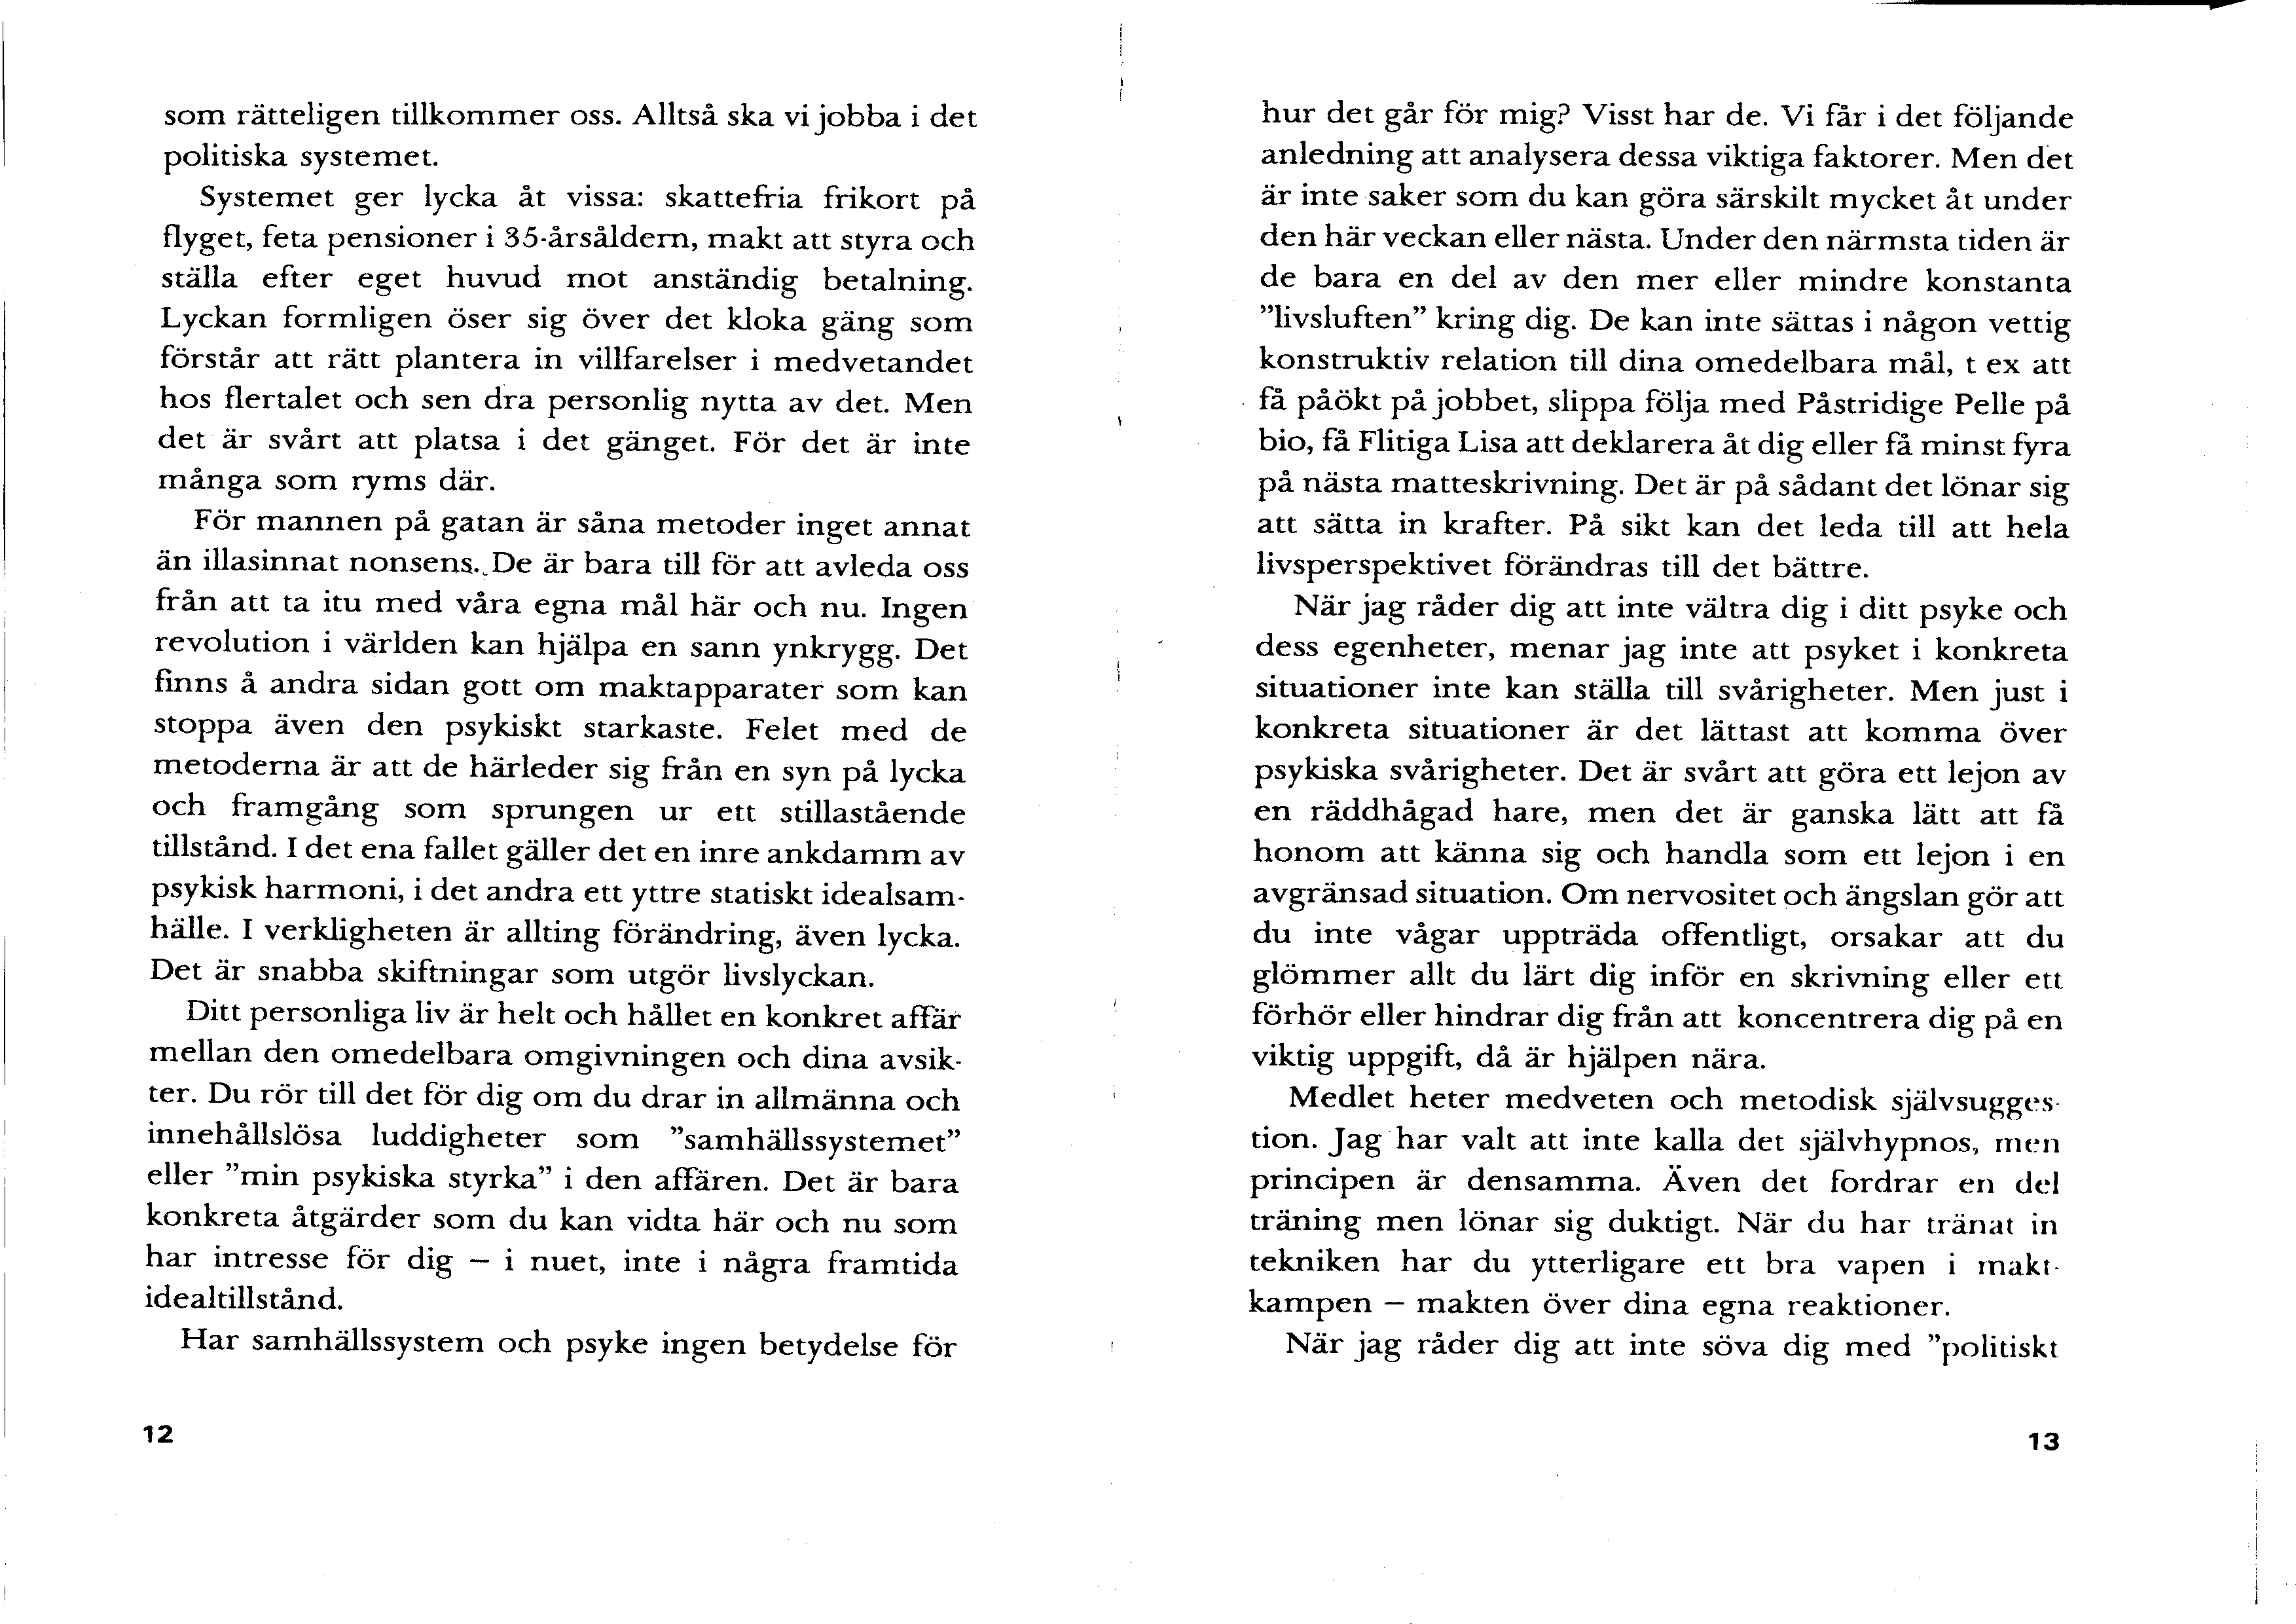 som rätteligen tillkommer oss. Alltså ska vi jobba i det
politiska systemet.
Systemet ger lycka åt vissa: skattefria frikort på
flyget, feta pensioner i 35-årsåldern, makt att styra och
ställa efter eget huvud mot anständig betalning.
Lyckan formligen öser sig över det kloka gäng som
förstår att rätt plantera in villfarelser i medvetandet
hos flertalet och sen dra personlig nytta av det. Men
det är svårt att platsa i det gänget. För det är inte
många som ryms där.
För mannen på gatan är såna metoder inget annat
än illasinnat nonsens. De är bara till för att avleda oss
från att ta itu med våra egna mål här och nu. Ingen
revolution i världen kan hjälpa en sann ynkrygg. Det
finns å andra sidan gott om maktapparater som kan
stoppa även den psykiskt starkaste. Felet med de
metoderna är att de härleder sig från en syn på lycka
och framgång som sprungen ur ett stillastående
tillstånd. I det ena fallet gäller det en inre ankdamm av
psykisk harmoni, i det andra ett yttre statiskt idealsam-
hälle. I verkligheten är allting förändring, även lycka.
Det är snabba skiftningar som utgör livslyckan.
Ditt personliga liv är helt och hållet en konkret affär
mellan den omedelbara omgivningen och dina avsik-
ter. Du rör till det för dig om du drar in allmänna och
innehållslösa luddigheter som ”samhällssystemet”
eller ”min psykiska styrka” i den affären. Det är bara
konkreta åtgärder som du kan vidta här och nu som
har intresse för dig – i nuet, inte i några framtida
idealtillstånd.
Har samhällssystem och psyke ingen betydelse för
12
hur det går för mig? Visst har de. Vi får i det följande
anledning att analysera dessa viktiga faktorer. Men det
är inte saker som du kan göra särskilt mycket åt under
den här veckan eller nästa. Under den närmsta tiden är
de bara en del av den mer eller mindre konstanta
”livsluften” kring dig. De kan inte sättas i någon vettig
konstruktiv relation till dina omedelbara mål, t ex att
få påökt på jobbet, slippa följa med Påstridige Pelle på
bio, få Flitiga Lisa att deklarera åt dig eller få minst fyra
på nästa matteskrivning. Det är på sådant det lönar sig
att sätta in krafter. På sikt kan det leda till att hela
livsperspektivet förändras till det bättre.
När jag råder dig att inte vältra dig i ditt psyke och
dess egenheter, menar jag inte att psyket i konkreta
situationer inte kan ställa till svårigheter. Men just i
konkreta situationer är det lättast att komma över
psykiska svårigheter. Det är svårt att göra ett lejon av
en räddhågad hare, men det är ganska lätt att få
honom att känna sig och handla som ett lejon i en
avgränsad situation. Om nervositet och ängslan gör att
du inte vågar uppträda offentligt, orsakar att du
glömmer allt du lärt dig inför en skrivning eller ett
förhör eller hindrar dig från att koncentrera dig på en
viktig uppgift, då är hjälpen nära.
Medlet heter medveten och metodisk självsugges-
tion. Jag har valt att inte kalla det självhypnos, men
principen är densamma. Även det fordrar en del
träning men lönar sig duktigt. När du har tränat in
tekniken har du ytterligare ett bra vapen i makt-
kampen – makten över dina egna reaktioner.
När jag råder dig att inte söva dig med ”politiskt
13